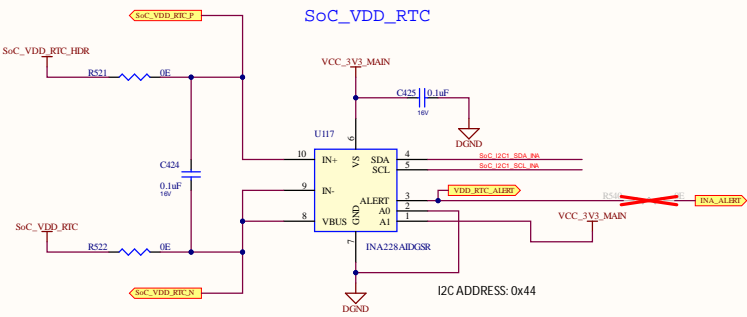 SoC_VDD_RTC
SoC_VDD_RTC_P
SoC_VDD_RTC_HDR
R521
0E
VCC_3V3_MAIN
C425
0.1uF
16V
DGND
U117
C424
0.1uF
16V
10
IN+
VS
6
SDA
4
SoC_I2C1_SDA_INA
SCL
5
SoC_I2C1_SCL_INA
9
IN-
VDD_RTC_ALERT
ALERT
3
INA_ALERT
8
VBUS
GND
7
A0
2
A1
1
VCC_3V3_MAIN
SoC_VDD_RTC
R522
0E
INA228AIDGSR
SoC_VDD_RTC_N
DGND
I2C ADDRESS: 0x44